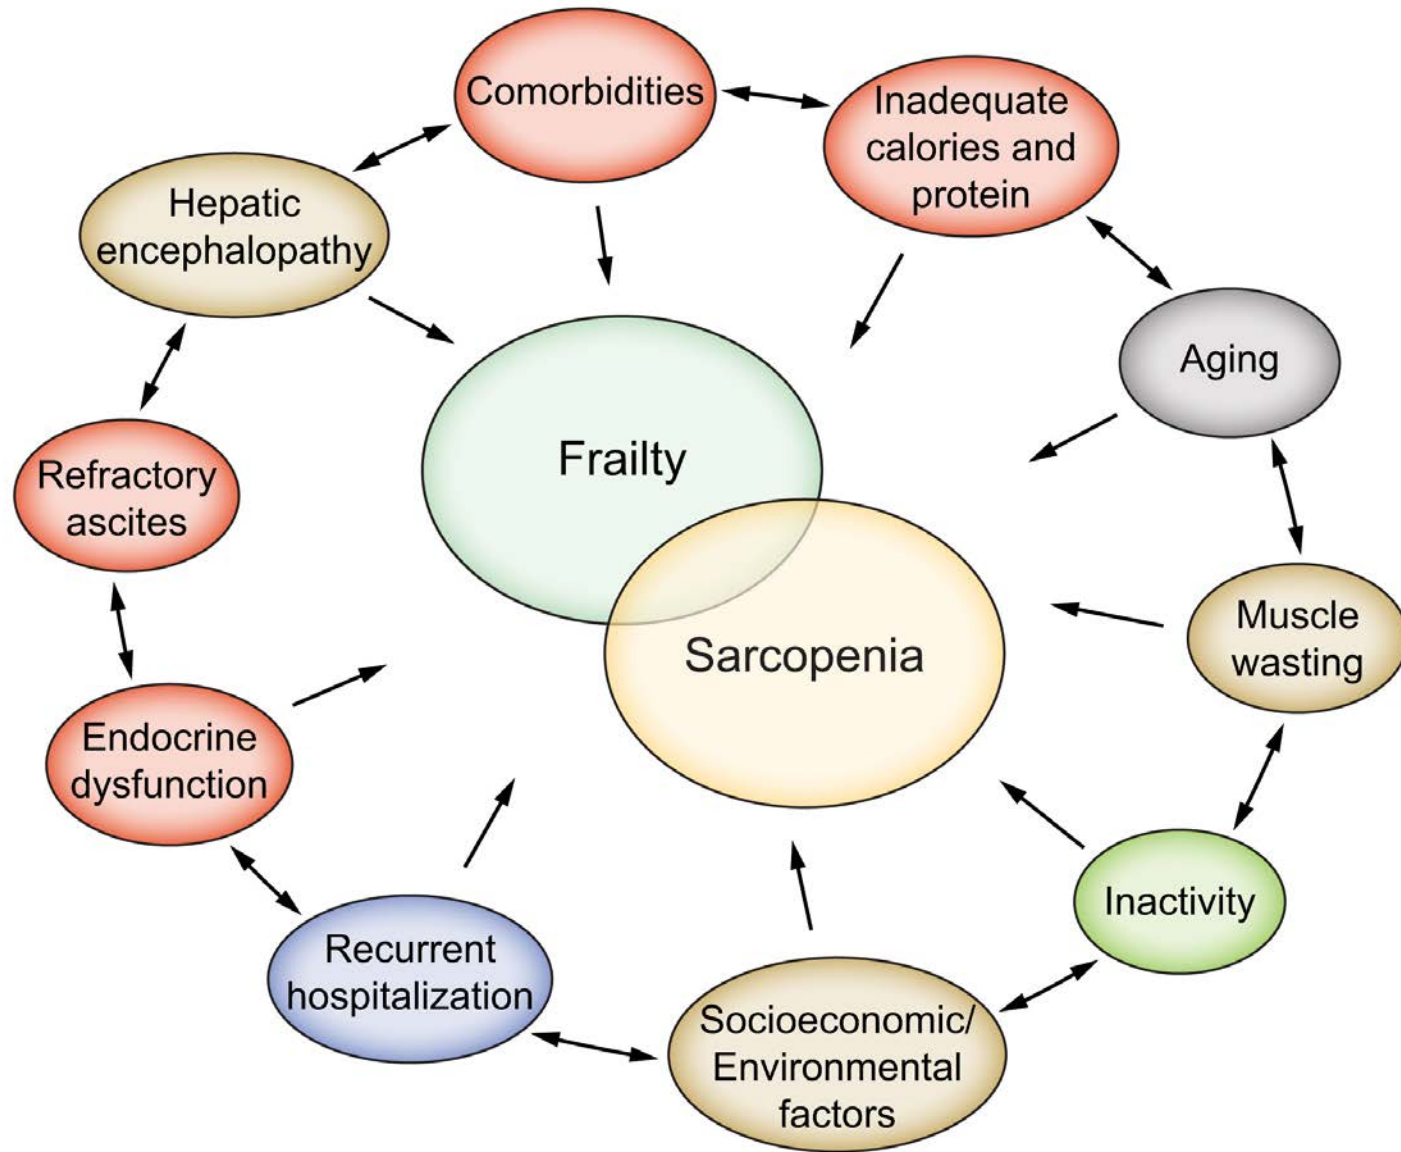 Comorbidities
Inadequate
calories and
protein
Hepatic
encephalopathy
Aging
Frailty
Refractory
ascites
Muscle
wasting
Sarcopenia
Endocrine
dysfunction
Inactivity
Recurrent
hospitalization
Socioeconomic/
Environmental
factors